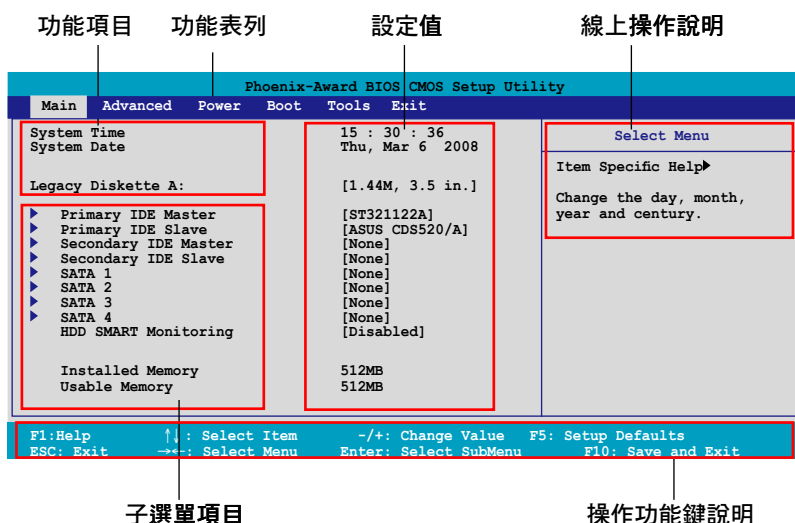 功能項目 功能表列 設定值 線上操作說明
Phoenix-Award BIOS CMOS Setup Utility
Main Advanced Power Boot Tools Exit
System Time 15 : 30 : 36
System Date Thu, Mar 6 2008
Legacy Diskette A: [1.44M, 3.5 in.]
Primary IDE Master [ST321122A]
Primary IDE Slave [ASUS CDS520/A]
Secondary IDE Master [None]
Secondary IDE Slave [None]
SATA 1 [None]
SATA 2 [None]
SATA 3 [None]
SATA 4 [None]
HDD SMART Monitoring [Disabled]
Installed Memory 512MB
Usable Memory 512MB
Select Menu
Item Specific Help
Change the day, month,
year and century.
F1:Help ↑↓: Select Item -/+: Change Value F5: Setup Defaults
ESC: Exit →←: Select Menu Enter: Select SubMenu F10: Save and Exit
子選單項目 操作功能鍵說明